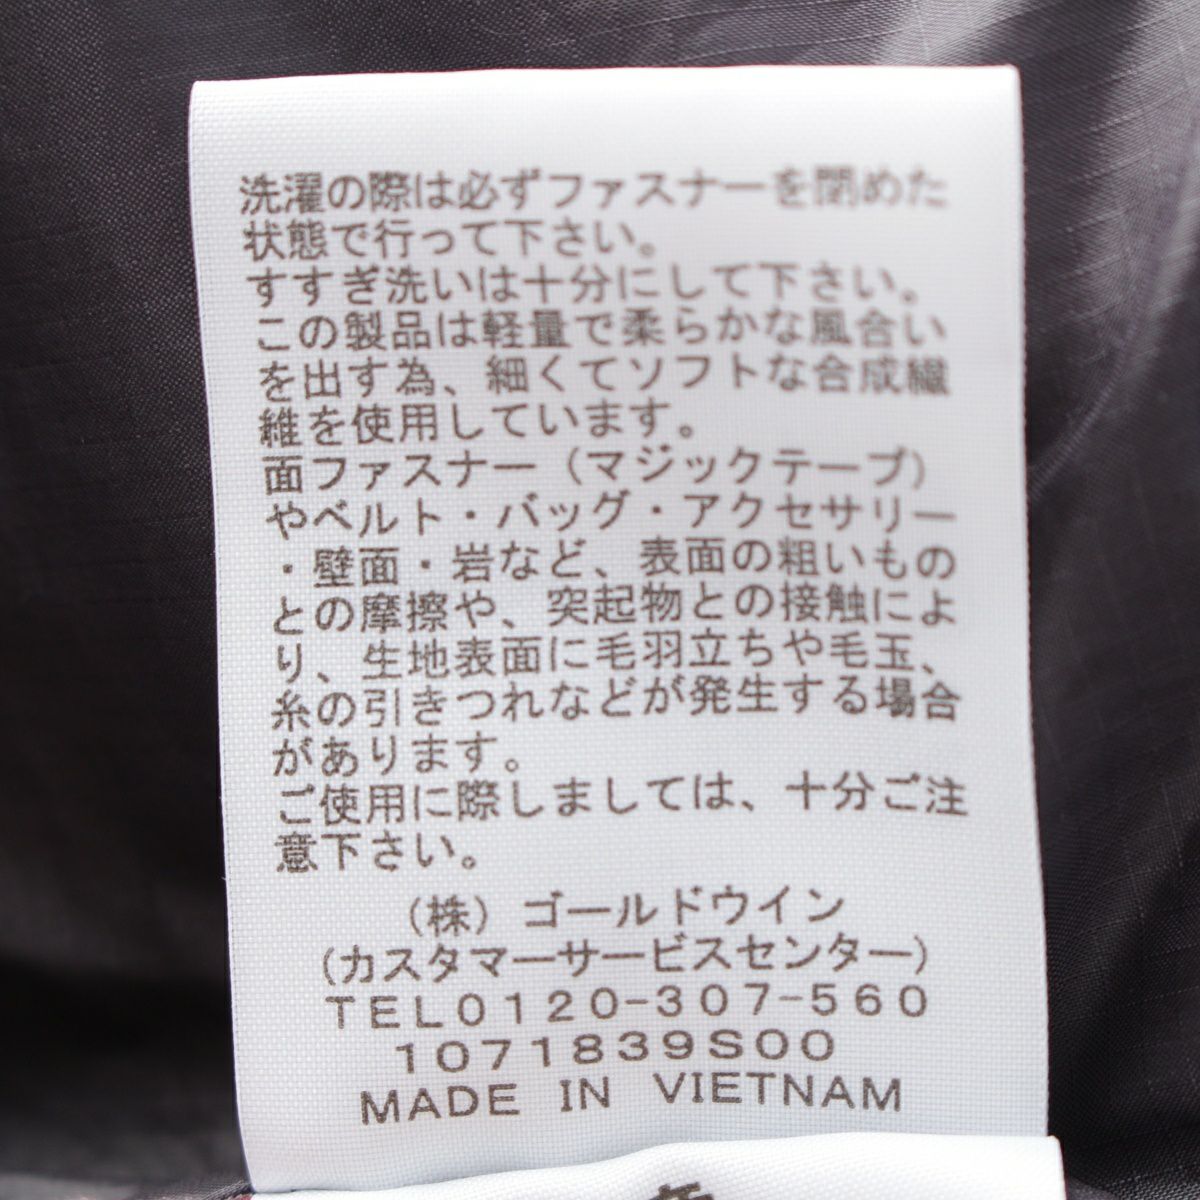 洗濯の際は必ずファスナーを閉めた
状態で行って下さい。
すすぎ洗いは十分にして下さい。
この製品は軽量で柔らかな風合い
を出す為、細くてソフトな合成繊
維を使用しています。
面ファスナー（マジックテープ）
やベルト・バッグ・アクセサリー
・壁面・岩など、表面の粗いもの
との摩擦や、突起物との接触によ
り、生地表面に毛羽立ちや毛玉、
糸の引きつれなどが発生する場合
があります。
ご使用に際しましては、十分ご注
意下さい。
（株）ゴールドウイン
(カスタマーサービスセンター)
TEL0120-307-560
1071839S00
MADE IN VIETNAM